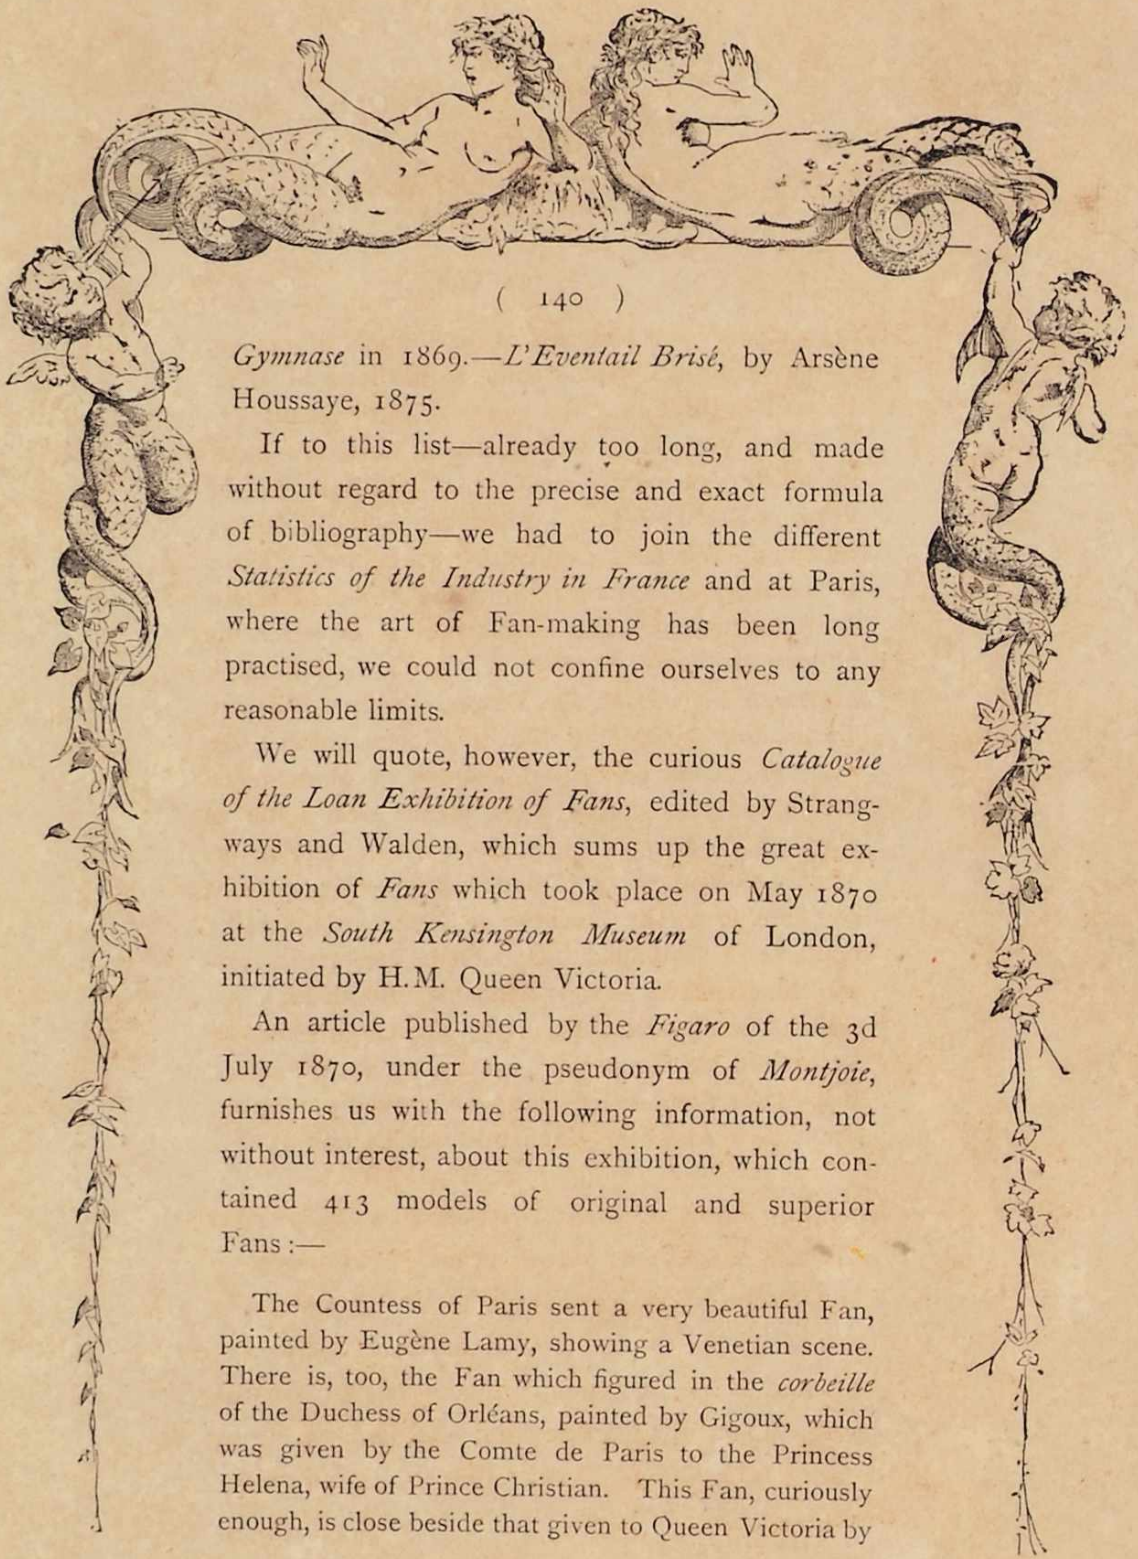 ( 140 )
Gymnase in 1869.—L'Eventail Brisé, by Arsène
Houssaye, 1875.
If to this list—already too long, and made
without regard to the precise and exact formula
of bibliography—we had to join the different
Statistics of the Industry in France and at Paris,
where the art of Fan-making has been long
practised, we could not confine ourselves to any
reasonable limits.
We will quote, however, the curious Catalogue
of the Loan Exhibition of Fans, edited by Strang-
ways and Walden, which sums up the great ex-
hibition of Fans which took place on May 1870
at the South Kensington Museum of London,
initiated by H.M. Queen Victoria.
An article published by the Figaro of the 3d
July 1870, under the pseudonym of Montjoie,
furnishes us with the following information, not
without interest, about this exhibition, which con-
tained 413 models of original and superior
Fans :—
The Countess of Paris sent a very beautiful Fan,
painted by Eugène Lamy, showing a Venetian scene.
There is, too, the Fan which figured in the corbeille
of the Duchess of Orléans, painted by Gigoux, which
was given by the Comte de Paris to the Princess
Helena, wife of Prince Christian. This Fan, curiously
enough, is close beside that given to Queen Victoria by